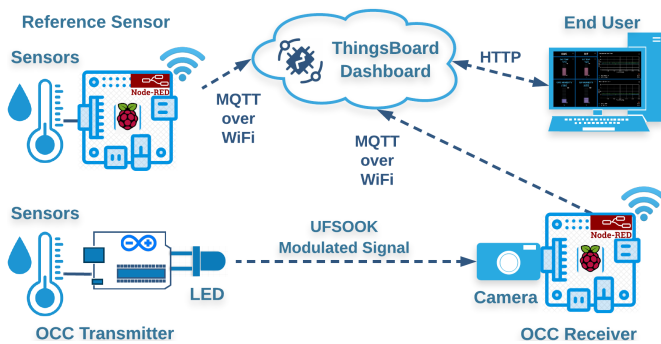 Reference Sensor
End User
Sensors
ThingsBoard
Dashboard
HTTP
Node-RED
MQTT
over
WiFi
MQTT
over
WiFi
Sensors
UFSOOK
Modulated Signal
Node-RED
LED
Camera
OCC Transmitter
OCC Receiver